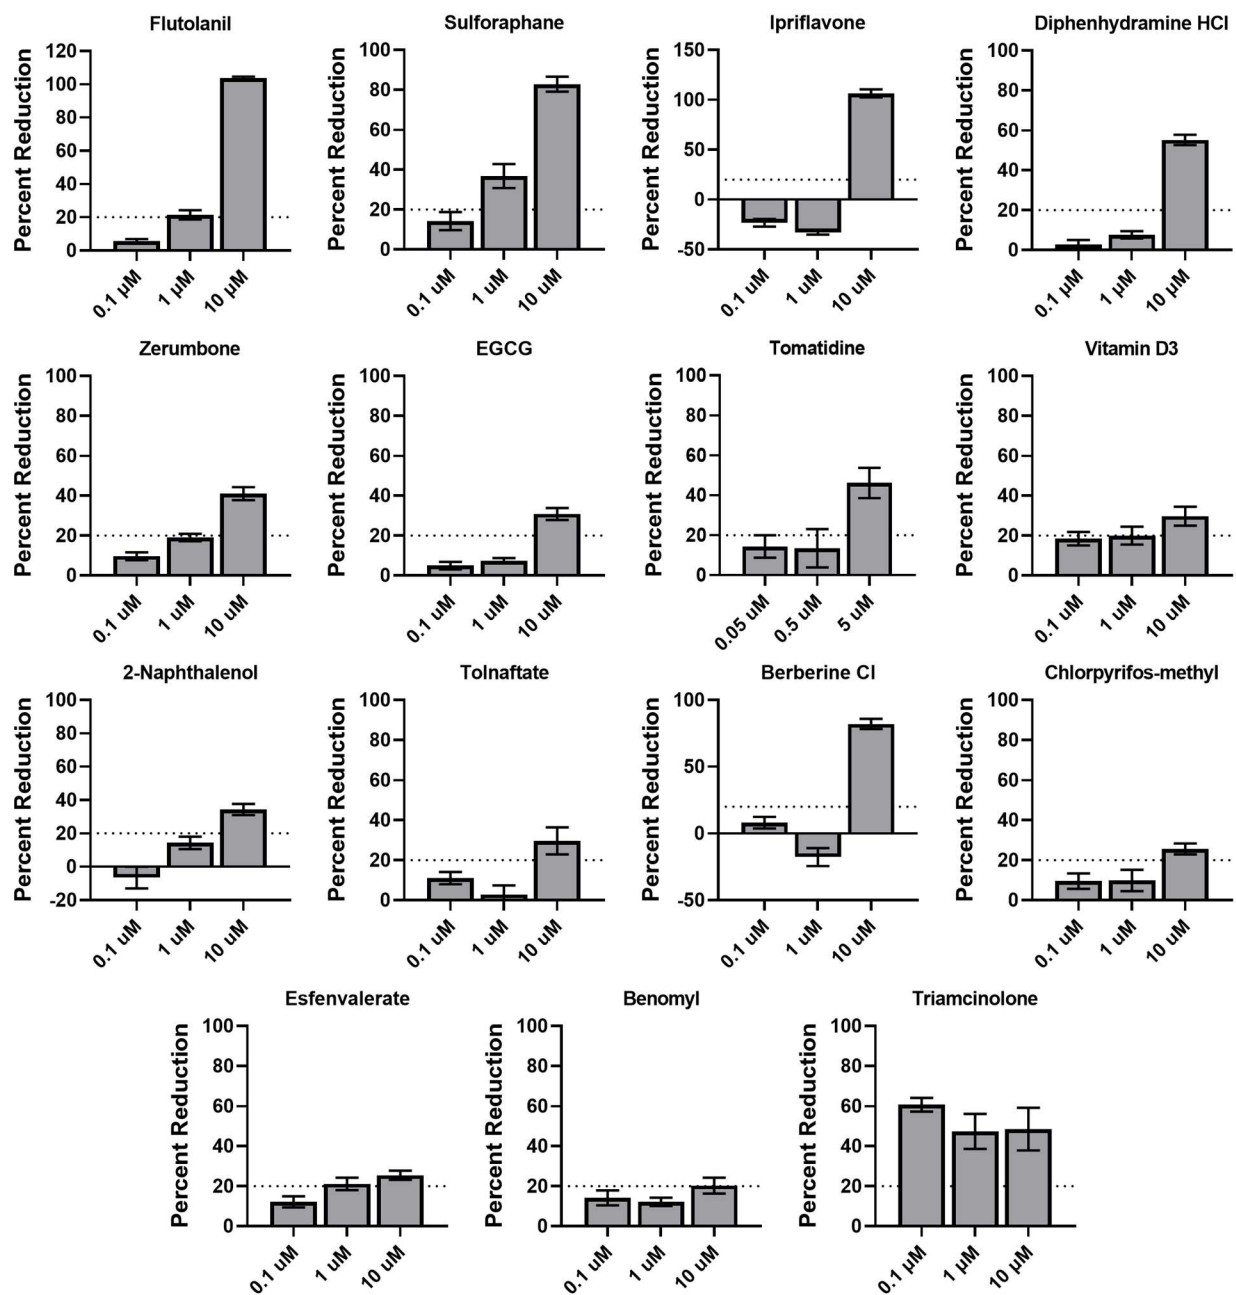 Flutolanil
Sulforaphane
Ipriflavone
Diphenhydramine HCl
Percent Reduction
120
100
80
60
40
20
0
0.1 µM
1 µM
10 µM
Percent Reduction
100
80
60
40
20
0
0.1 uM
1 uM
10 uM
Percent Reduction
150
100
50
0
-50
0.1 uM
1 uM
10 uM
Percent Reduction
100
80
60
40
20
0
0.1 µM
1 µM
10 µM
Zerumbone
EGCG
Tomatidine
Vitamin D3
Percent Reduction
100
80
60
40
20
0
0.1 uM
1 uM
10 uM
Percent Reduction
100
80
60
40
20
0
0.1 uM
1 uM
10 uM
Percent Reduction
100
80
60
40
20
0
0.05 uM
0.5 uM
5 uM
Percent Reduction
100
80
60
40
20
0
0.1 uM
1 uM
10 uM
2-Naphthalenol
Tolnaftate
Berberine Cl
Chlorpyrifos-methyl
Percent Reduction
100
80
60
40
20
0
-20
0.1 uM
1 uM
10 uM
Percent Reduction
100
80
60
40
20
0
0.1 uM
1 uM
10 uM
Percent Reduction
100
50
0
-50
0.1 uM
1 uM
10 uM
Percent Reduction
100
80
60
40
20
0
0.1 uM
1 uM
10 uM
Esfenvalerate
Benomyl
Triamcinolone
Percent Reduction
100
80
60
40
20
0
0.1 uM
1 uM
10 uM
Percent Reduction
100
80
60
40
20
0
0.1 uM
1 uM
10 uM
Percent Reduction
100
80
60
40
20
0
0.1 µM
1 µM
10 µM